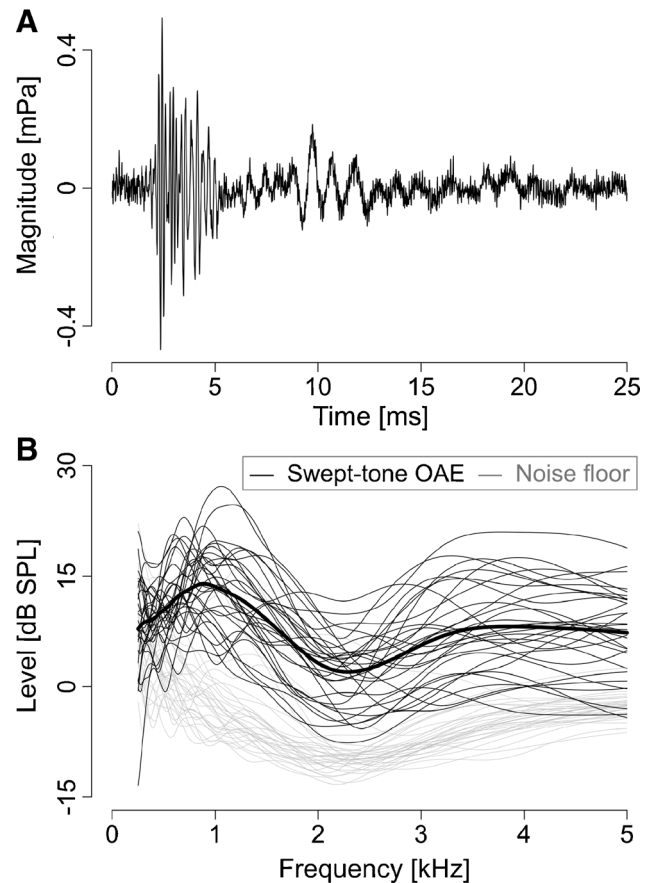 A
0.4
0
-0.4
Magnitude [mPa]
0 5 10 15 20 25
Time [ms]
B
Swept-tone OAE Noise floor
30
15
0
-15
Level [dB SPL]
0 1 2 3 4 5
Frequency [kHz]